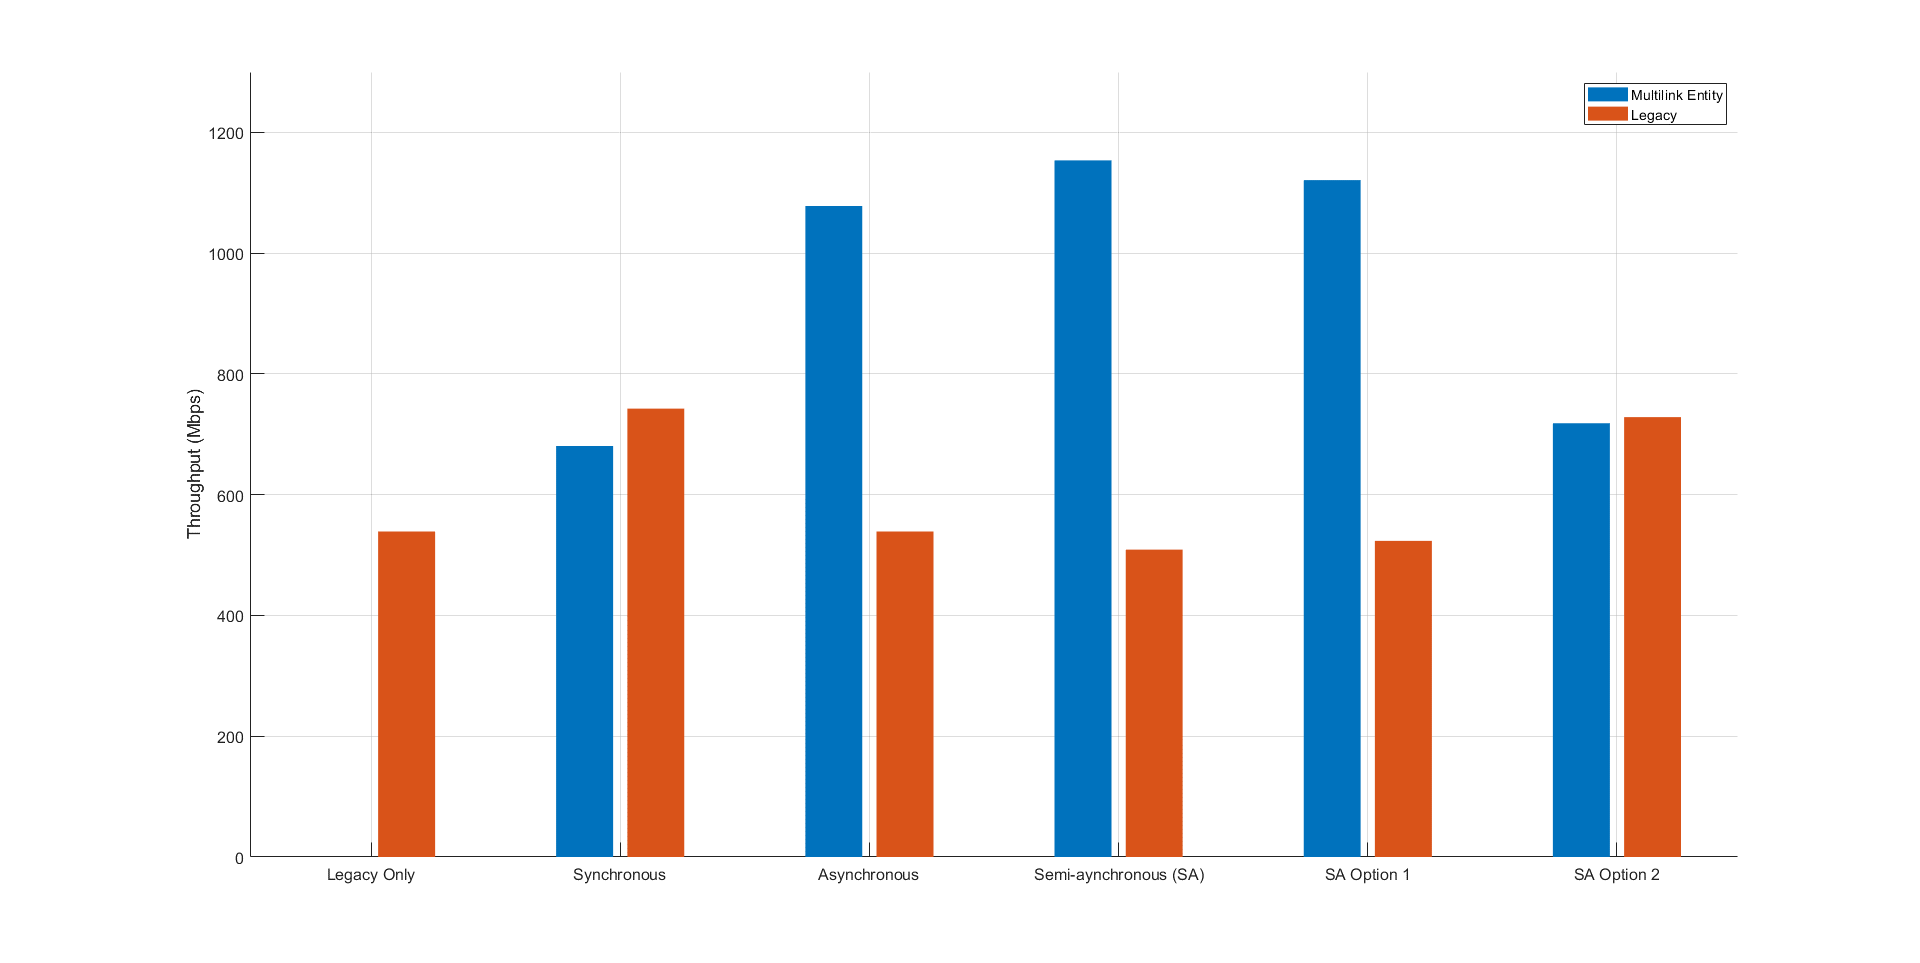 Multilink Entity
Legacy
1200
1000
800
600
400
200
0
Throughput (Mbps)
Legacy Only
Synchronous
Asynchronous
Semi-aynchronous (SA)
SA Option 1
SA Option 2